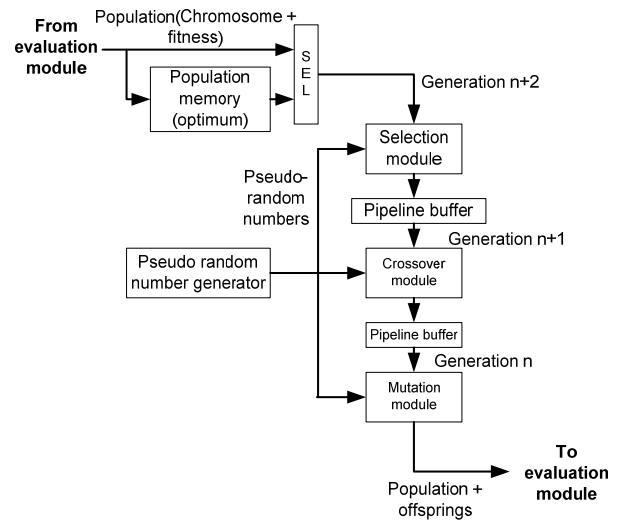 From
evaluation
module
Population(Chromosome +
fitness)
S
E
L
Population
memory
(optimum)
Generation n+2
Selection
module
Pseudo-
random
numbers
Pipeline buffer
Generation n+1
Pseudo random
number generator
Crossover
module
Pipeline buffer
Generation n
Mutation
module
To
evaluation
module
Population +
offsprings